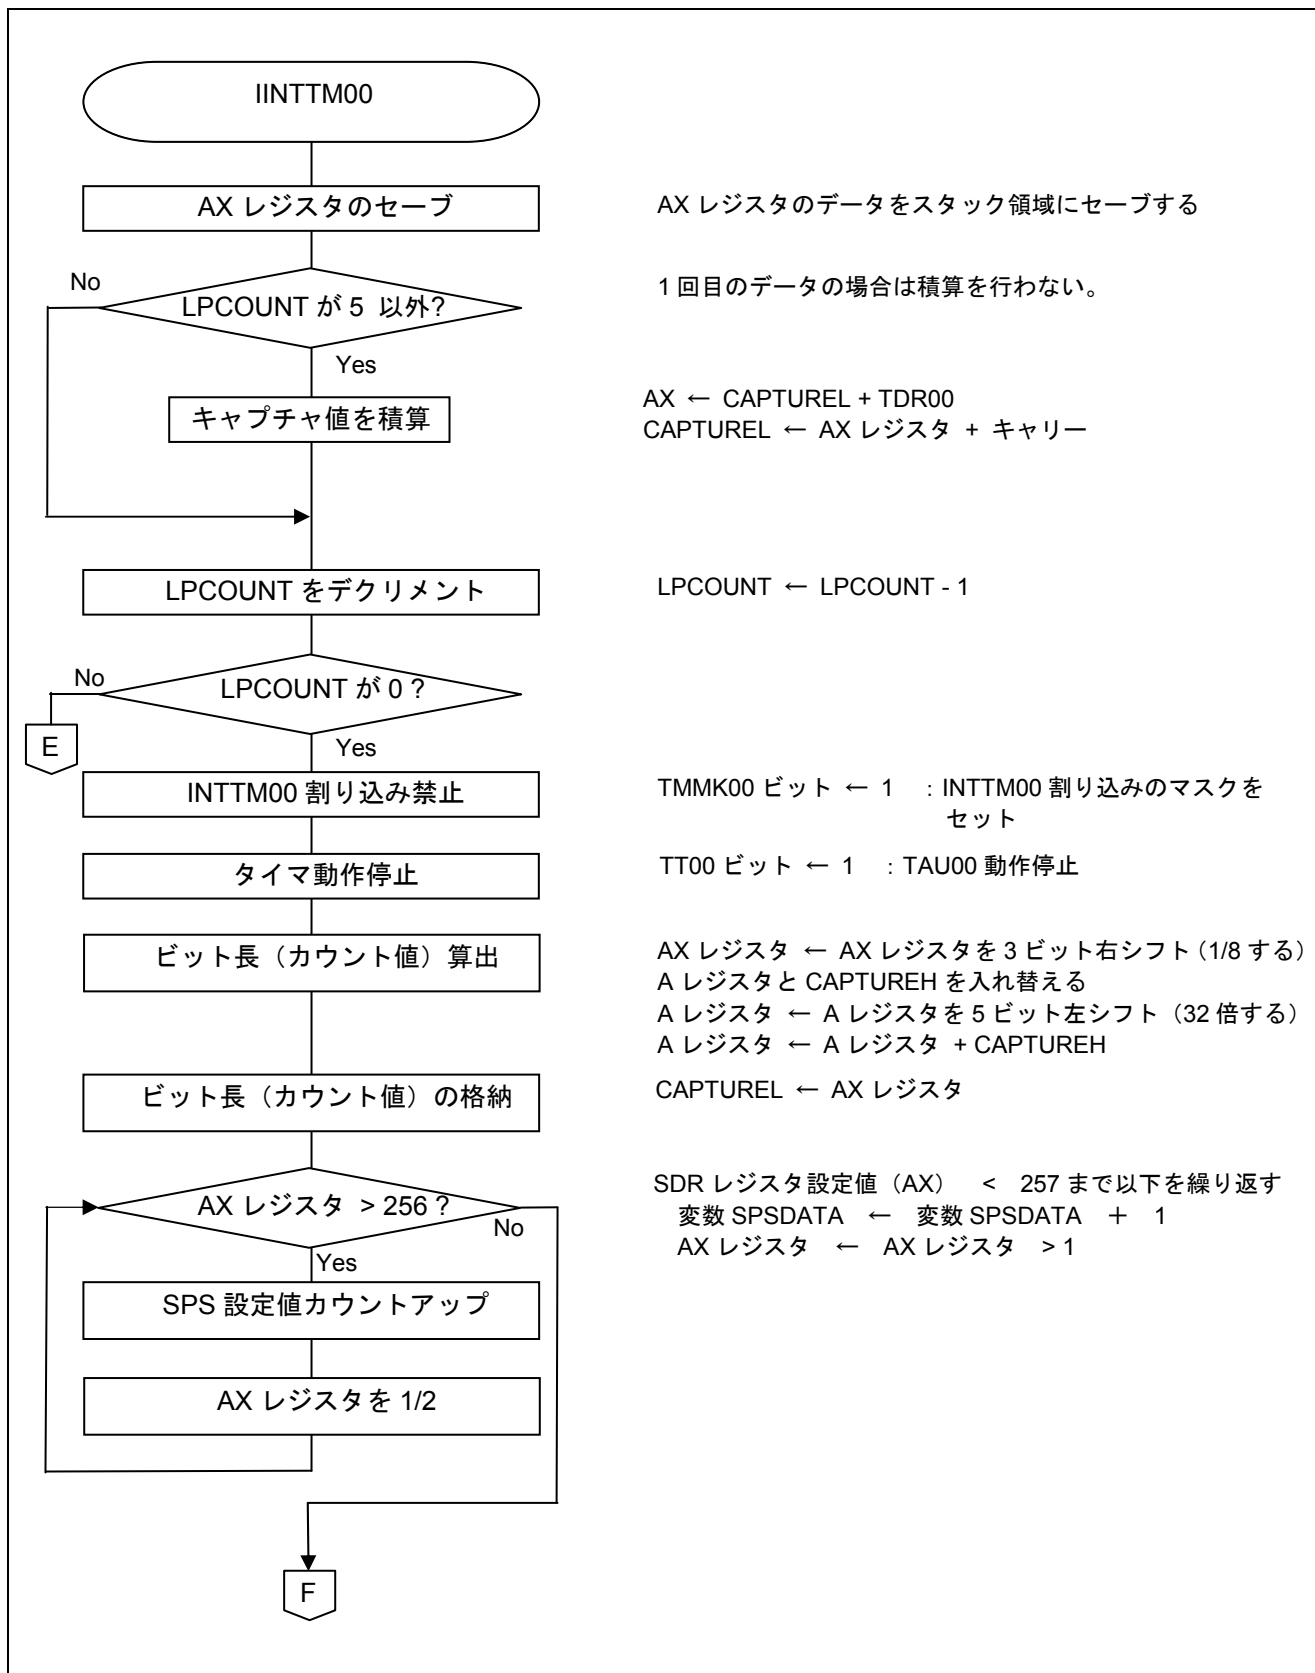 IINTTM00
AX レジスタのセーブ
AX レジスタのデータをスタック領域にセーブする
No
LPCOUNT が 5 以外?
1 回目のデータの場合は積算を行わない。
Yes
キャプチャ値を積算
AX ← CAPTUREL + TDR00
CAPTUREL ← AX レジスタ + キャリー
LPCOUNT をデクリメント
LPCOUNT ← LPCOUNT - 1
No
LPCOUNT が 0 ?
E
Yes
INTTM00 割り込み禁止
TMMK00 ビット ← 1 : INTTM00 割り込みのマスクを
セット
タイマ動作停止
TT00 ビット ← 1 : TAU00 動作停止
ビット長（カウント値）算出
AX レジスタ ← AX レジスタを 3 ビット右シフト（1/8 する）
A レジスタと CAPTUREH を入れ替える
A レジスタ ← A レジスタを 5 ビット左シフト（32 倍する）
A レジスタ ← A レジスタ + CAPTUREH
ビット長（カウント値）の格納
CAPTUREL ← AX レジスタ
AX レジスタ > 256 ?
No
SDR レジスタ設定値（AX） < 257 まで以下を繰り返す
変数 SPSDATA ← 変数 SPSDATA ＋ 1
AX レジスタ ← AX レジスタ > 1
Yes
SPS 設定値カウントアップ
AX レジスタを 1/2
F